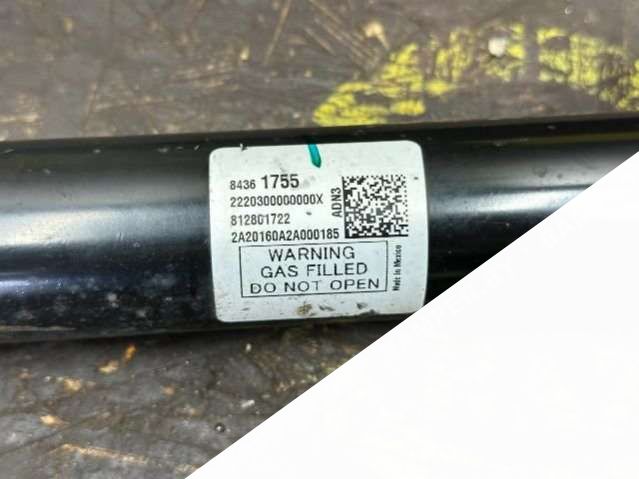 8436 1755
2220300000000X
812801722
2A20160A2A000185
ADN3
WARNING
GAS FILLED
DO NOT OPEN
Made in Mexico